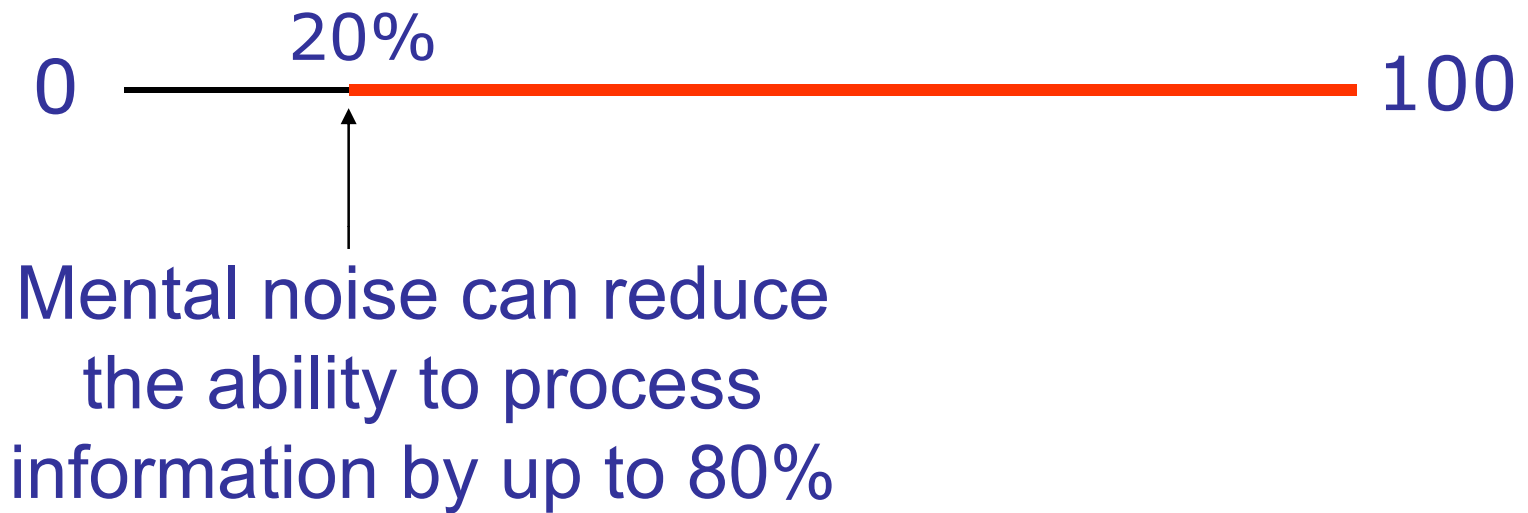 20%
0
100
Mental noise can reduce
the ability to process
information by up to 80%